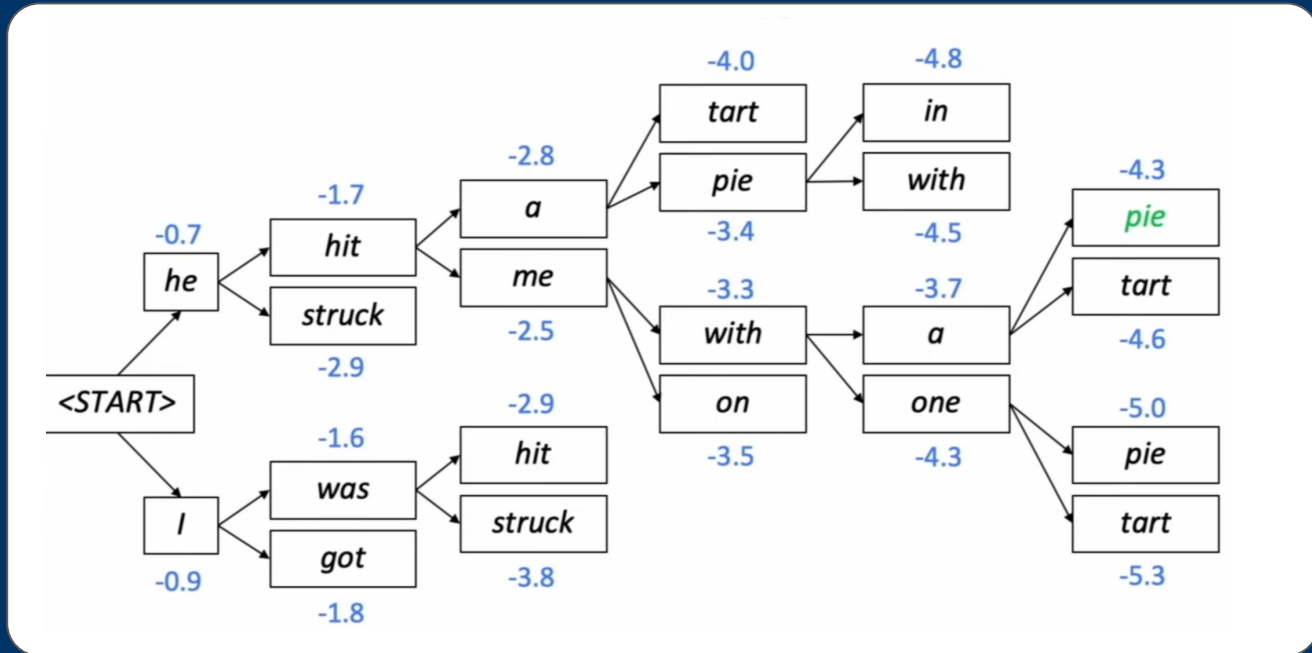 -4.0
-4.8
tart
in
-2.8
-4.3
-1.7
a
pie
with
pie
-0.7
hit
-3.4
-4.5
he
me
-3.3
-3.7
tart
struck
-2.5
with
a
-4.6
-2.9
<START>
-2.9
on
one
-5.0
-1.6
hit
-3.5
-4.3
pie
was
I
struck
tart
got
-0.9
-3.8
-5.3
-1.8